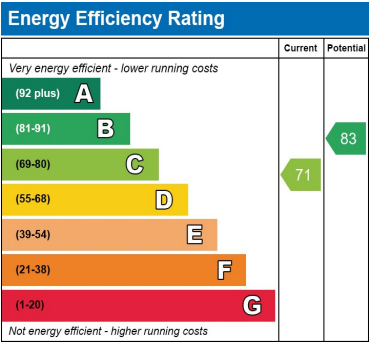 Energy Efficiency Rating
Current Potential
Very energy efficient - lower running costs
(92 plus) A
(81-91) B
83
(69-80) C
71
(55-68) D
(39-54) E
(21-38) F
(1-20) G
Not energy efficient - higher running costs